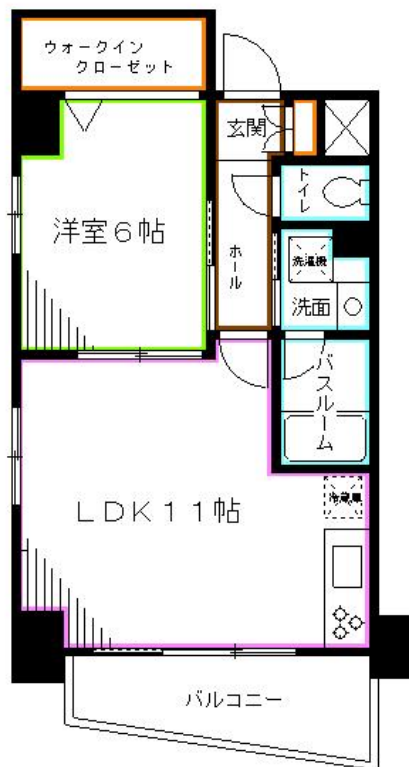 ウォークイン
クローゼット
玄関
トイレ
洋室6帖
ホール
洗濯機
洗面
バスルーム
LDK11帖
冷蔵庫
バルコニー